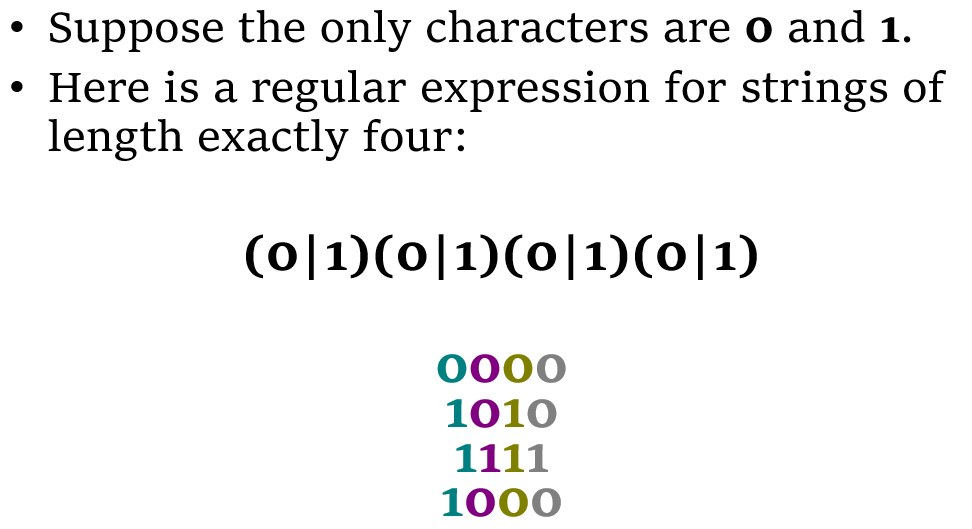 • Suppose the only characters are 0 and 1.
• Here is a regular expression for strings of
length exactly four:
(0|1)(0|1)(0|1)(0|1)
0000
1010
1111
1000